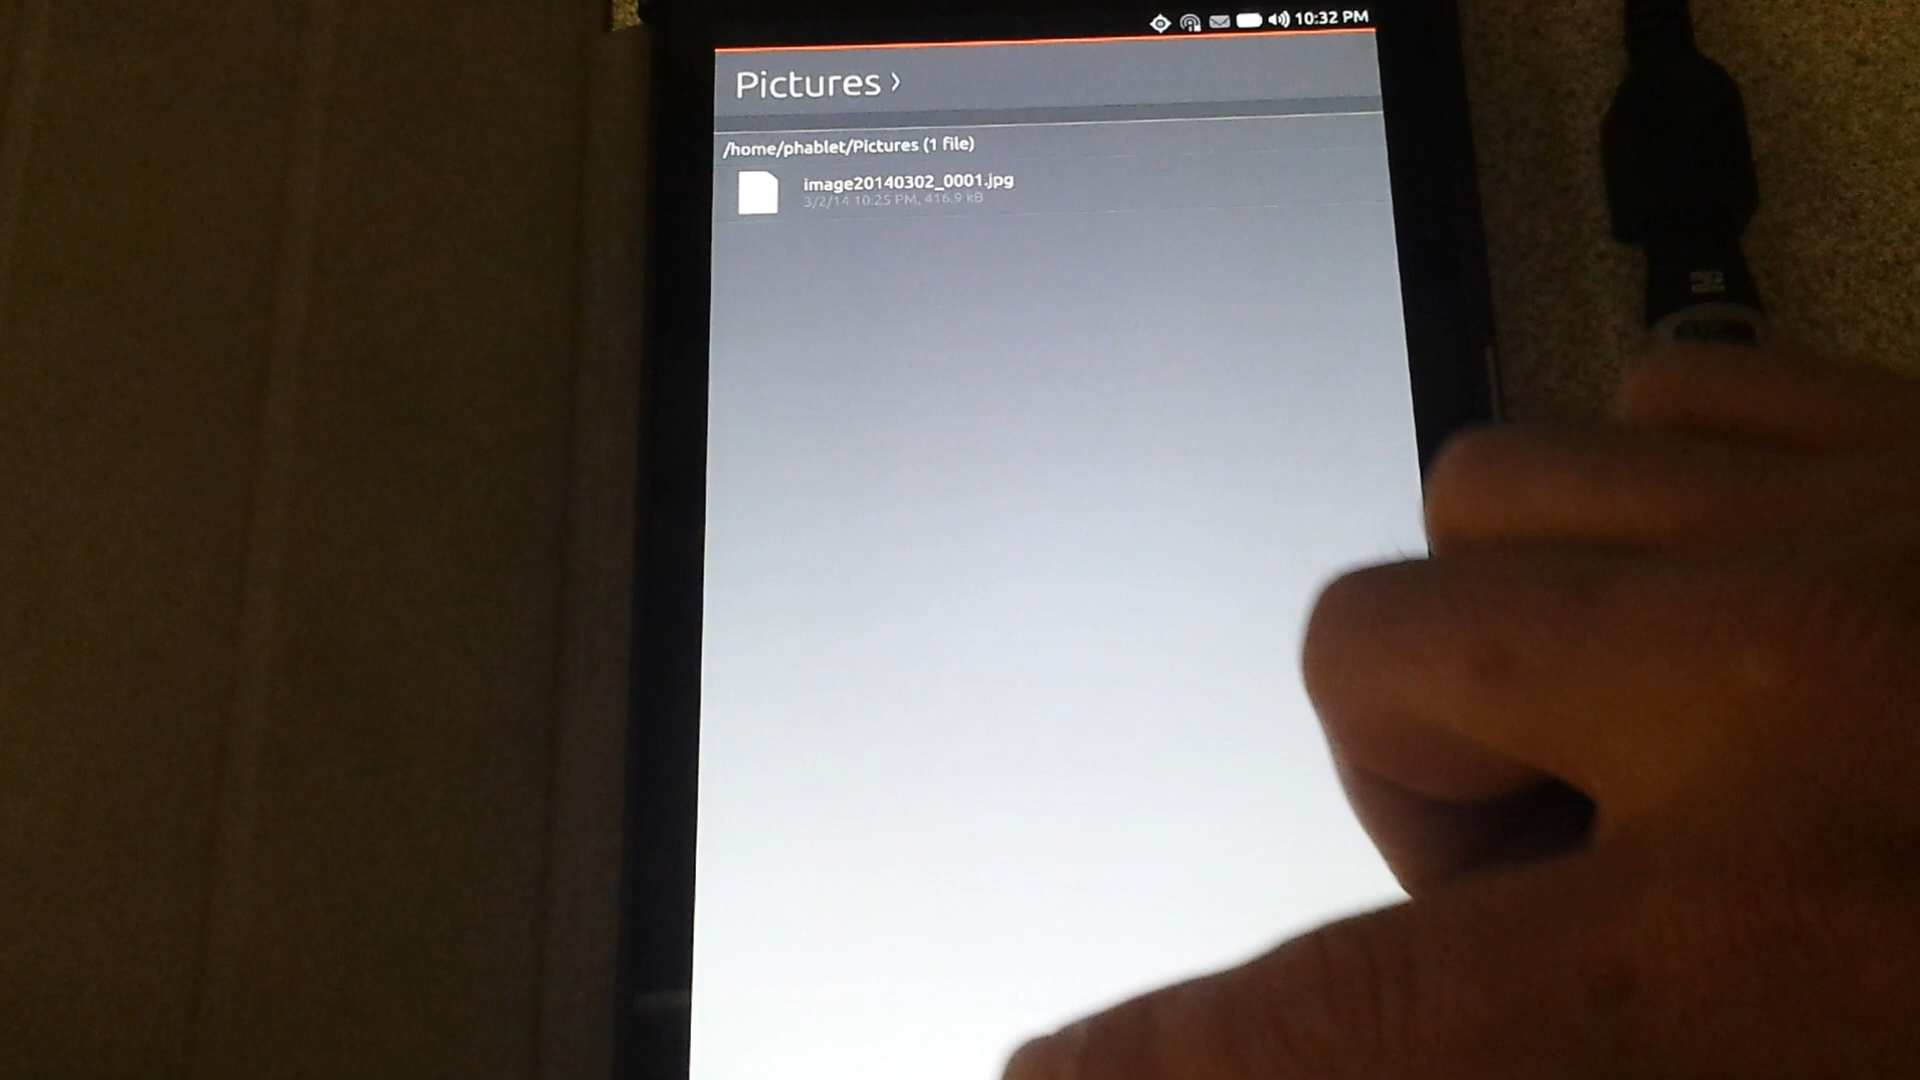 10:32 PM
Pictures >
/home/phablet/Pictures (1 file)
image20140302_0001.jpg
3/2/14 10:25 PM, 416.9 kB